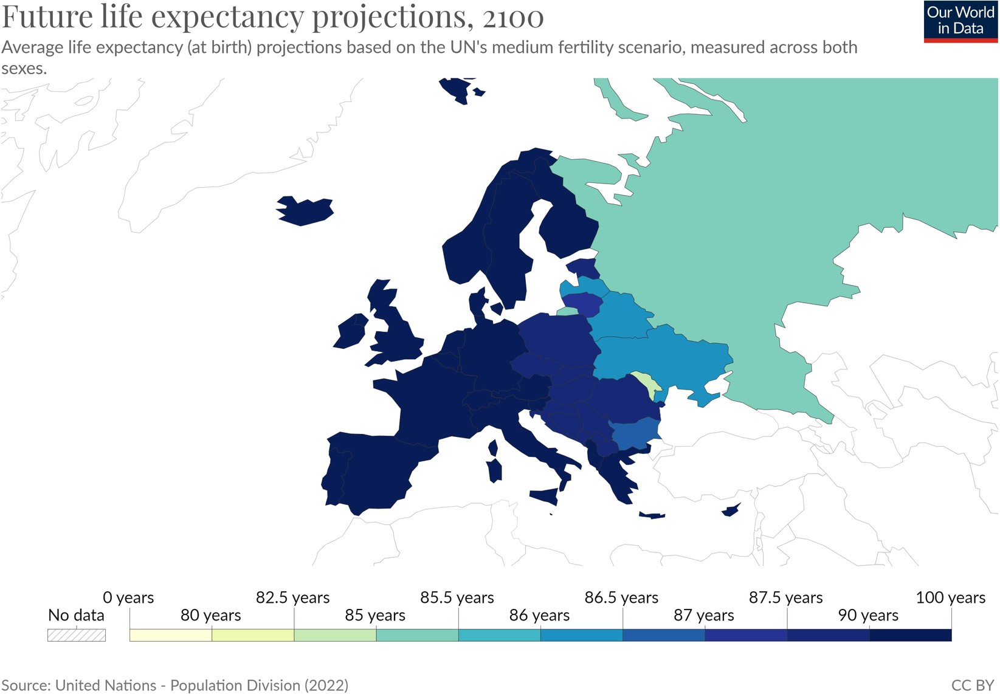 Future life expectancy projections, 2100
Our World
in Data
Average life expectancy (at birth) projections based on the UN's medium fertility scenario, measured across both
sexes.
0 years
82.5 years
85.5 years
86.5 years
87.5 years
100 years
No data
80 years
85 years
86 years
87 years
90 years
Source: United Nations - Population Division (2022)
CC BY